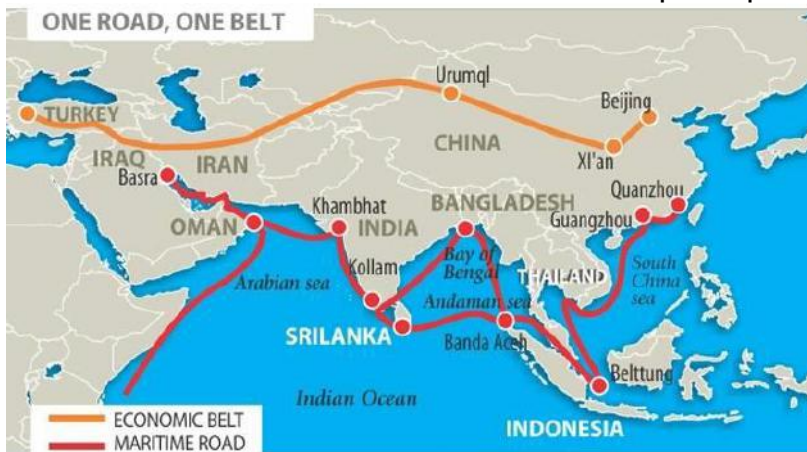 ONE ROAD, ONE BELT
Urumql
Beijing
TURKEY
CHINA
XI'an
IRAQ
IRAN
Basra
Quanzhou
Khambhat
BANGLADESH
Guangzhou
OMAN
INDIA
Bay of
Bengal
Kollam
THAILAND
South
China
sea
Arabian sea
Andaman sea
SRILANKA
Banda Aceh
Belttung
Indian Ocean
INDONESIA
ECONOMIC BELT
MARITIME ROAD